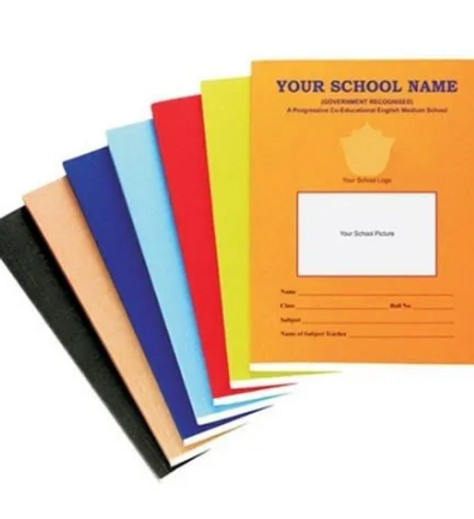 YOUR SCHOOL NAME
(GOVERNMENT RECOGNISED)
A Progressive Co-Educational English Medium School
Your School Logo
Your School Picture
Name
Class Roll No.
Subject
Name of Subject Teacher